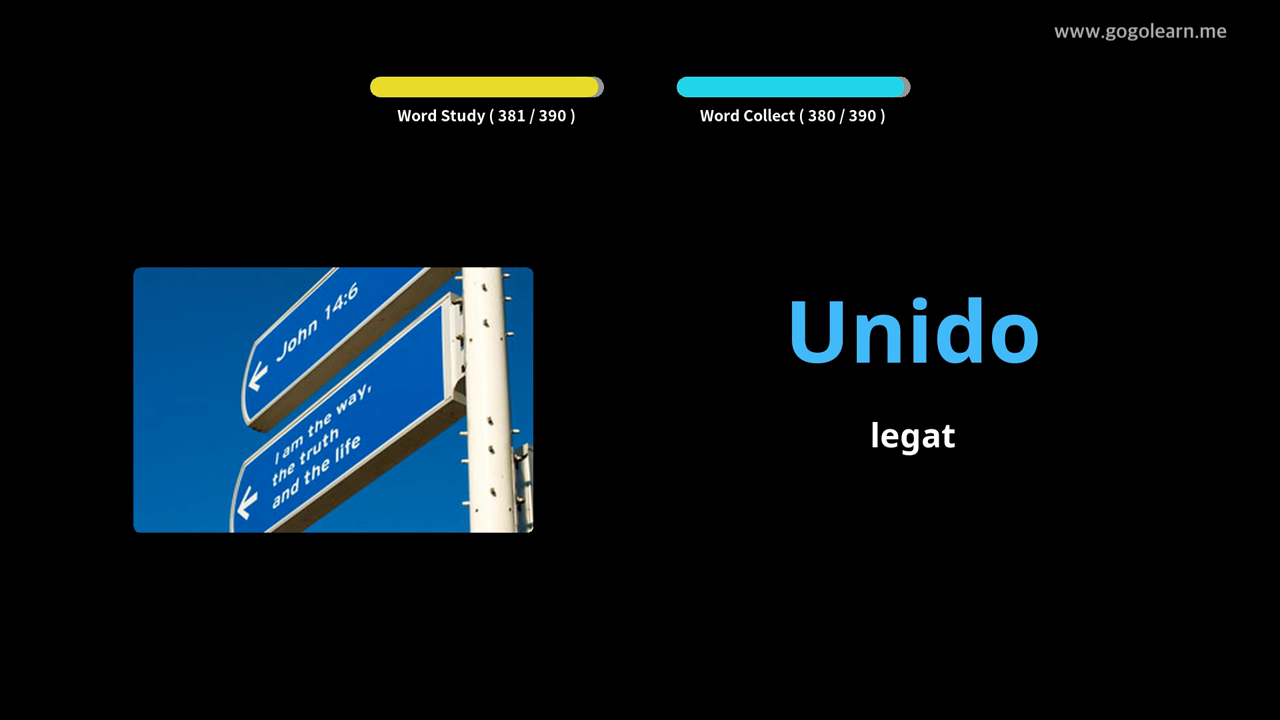 www.gogolearn.me
Word Study ( 381 / 390 )
Word Collect ( 380 / 390 )
John 14:6
I am the way,
the truth
and the life
Unido
legat